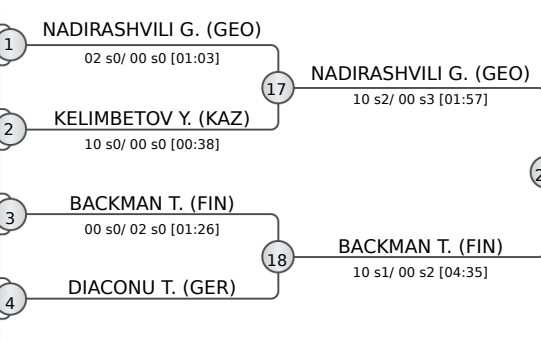 NADIRASHVILI G. (GEO)
1
02 s0/ 00 s0 [01:03]
NADIRASHVILI G. (GEO)
17
10 s2/ 00 s3 [01:57]
KELIMBETOV Y. (KAZ)
2
10 s0/ 00 s0 [00:38]
BACKMAN T. (FIN)
3
00 s0/ 02 s0 [01:26]
BACKMAN T. (FIN)
18
10 s1/ 00 s2 [04:35]
DIACONU T. (GER)
4